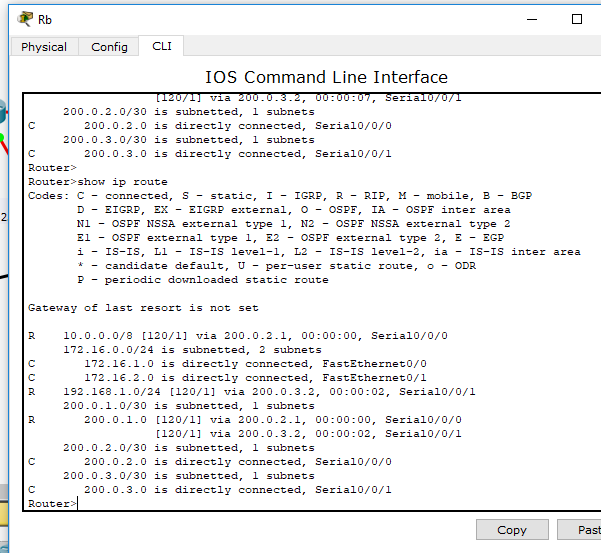 Rb
Physical Config CLI
IOS Command Line Interface
[120/1] via 200.0.3.2, 00:00:07, Serial0/0/1
200.0.2.0/30 is subnetted, 1 subnets
C 200.0.2.0 is directly connected, Serial0/0/0
200.0.3.0/30 is subnetted, 1 subnets
C 200.0.3.0 is directly connected, Serial0/0/1
Router>
Router>show ip route
Codes: C - connected, S - static, I - IGRP, R - RIP, M - mobile, B - BGP
D - EIGRP, EX - EIGRP external, O - OSPF, IA - OSPF inter area
N1 - OSPF NSSA external type 1, N2 - OSPF NSSA external type 2
E1 - OSPF external type 1, E2 - OSPF external type 2, E - EGP
i - IS-IS, L1 - IS-IS level-1, L2 - IS-IS level-2, ia - IS-IS inter area
* - candidate default, U - per-user static route, o - ODR
P - periodic downloaded static route
Gateway of last resort is not set
R 10.0.0.0/8 [120/1] via 200.0.2.1, 00:00:00, Serial0/0/0
172.16.0.0/24 is subnetted, 2 subnets
C 172.16.1.0 is directly connected, FastEthernet0/0
C 172.16.2.0 is directly connected, FastEthernet0/1
R 192.168.1.0/24 [120/1] via 200.0.3.2, 00:00:02, Serial0/0/1
200.0.1.0/30 is subnetted, 1 subnets
R 200.0.1.0 [120/1] via 200.0.2.1, 00:00:00, Serial0/0/0
[120/1] via 200.0.3.2, 00:00:02, Serial0/0/1
200.0.2.0/30 is subnetted, 1 subnets
C 200.0.2.0 is directly connected, Serial0/0/0
200.0.3.0/30 is subnetted, 1 subnets
C 200.0.3.0 is directly connected, Serial0/0/1
Router>
Copy Past
2